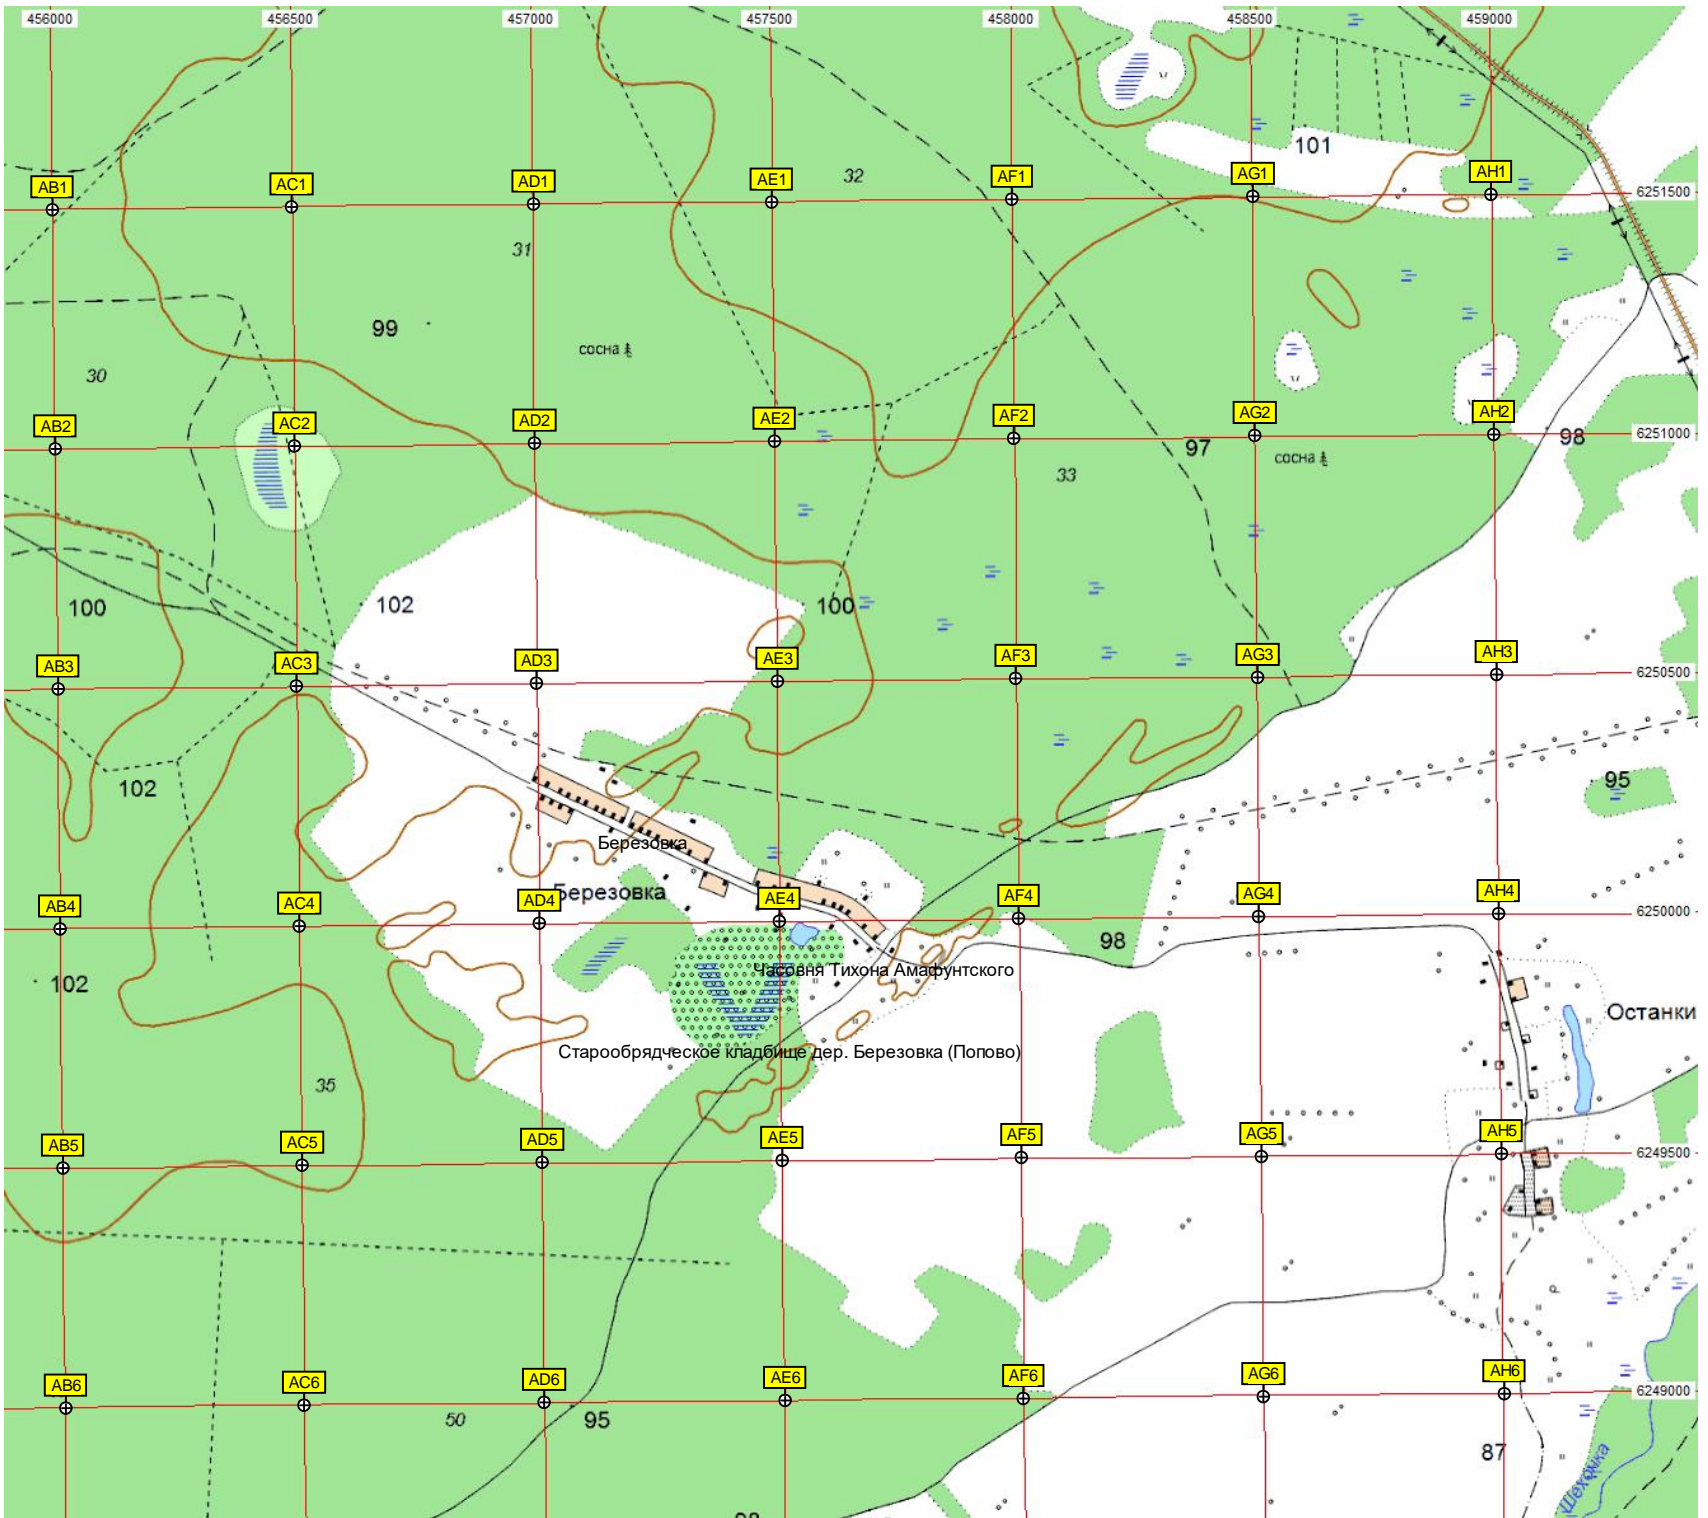 456000 456500 457000 457500 458000 458500 459000
101
AB1 AC1 AD1 AE1 32 AF1 AG1 AH1
6251500
31
99
сосна
30
AB2 AC2 AD2 AE2 AF2 AG2 AH2
6251000
97 98
сосна
33
100 102 100
AB3 AC3 AD3 AE3 AF3 AG3 AH3
6250500
102 95
Березовка
Березовка
AB4 AC4 AD4 AE4 AF4 AG4 AH4
6250000
98
Часовня Тихона Амафунтского
102
Останки
Старообрядческое кладбище дер. Березовка (Попово)
35
AB5 AC5 AD5 AE5 AF5 AG5 AH5
6249500
AB6 AC6 AD6 AE6 AF6 AG6 AH6
6249000
50 95
87
Шехонка